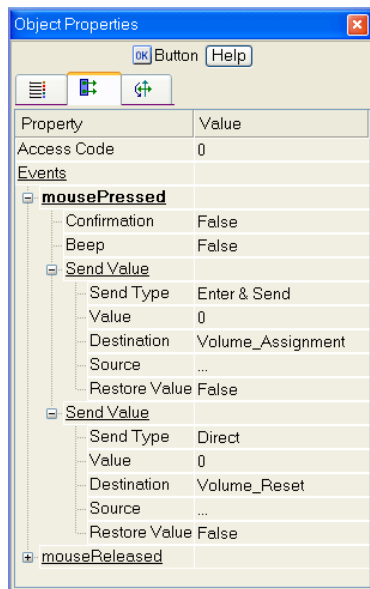 Object Properties
OK Button Help
Property Value
Access Code 0
Events
mousePressed
Confirmation False
Beep False
Send Value
Send Type Enter & Send
Value 0
Destination Volume_Assignment
Source ...
Restore Value False
Send Value
Send Type Direct
Value 0
Destination Volume_Reset
Source ...
Restore Value False
mouseReleased